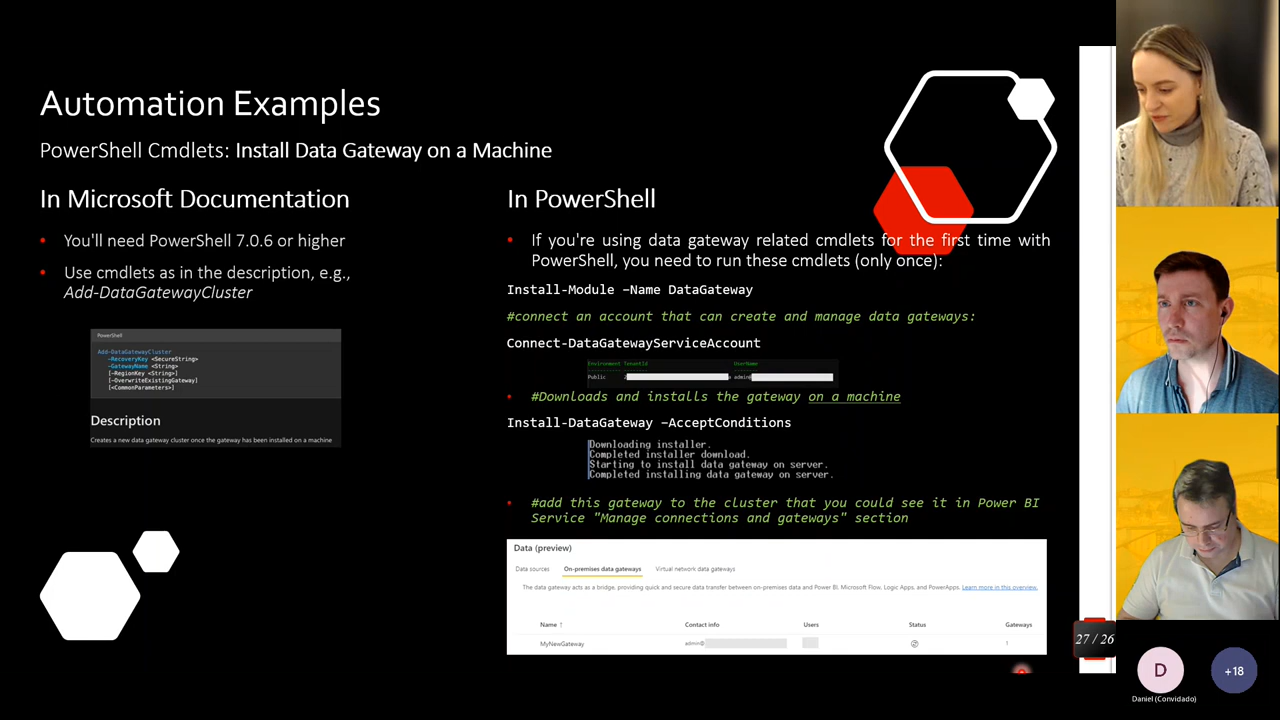 Automation Examples
PowerShell Cmdlets: Install Data Gateway on a Machine
In Microsoft Documentation
• You'll need PowerShell 7.0.6 or higher
• Use cmdlets as in the description, e.g.,
Add-DataGatewayCluster
PowerShell
Add-DataGatewayCluster
-RecoveryKey <SecureString>
-GatewayName <String>
[-RegionKey <String>]
[-OverwriteExistingGateway]
[<CommonParameters>]
Description
Creates a new data gateway cluster once the gateway has been installed on a machine
In PowerShell
• If you're using data gateway related cmdlets for the first time with
PowerShell, you need to run these cmdlets (only once):
Install-Module –Name DataGateway
#connect an account that can create and manage data gateways:
Connect-DataGatewayServiceAccount
Environment TenantId UserName
Public admin@
• #Downloads and installs the gateway on a machine
Install-DataGateway –AcceptConditions
Downloading installer.
Completed installer download.
Starting to install data gateway on server.
Completed installing data gateway on server.
• #add this gateway to the cluster that you could see it in Power BI
Service "Manage connections and gateways" section
Data (preview)
Data sources On-premises data gateways Virtual network data gateways
The data gateway acts as a bridge, providing quick and secure data transfer between on-premises data and Power BI, Microsoft Flow, Logic Apps, and PowerApps. Learn more in this overview.
Name ↑ Contact info Users Status Gateways
MyNewGateway admin@ 1
27 / 26
D
+18
Daniel (Convidado)